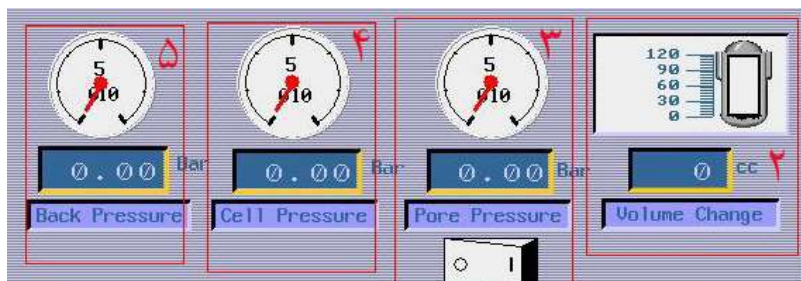 ۵ ۴ ۳
5 5 5
0 10 0 10 0 10
120
90
60
30
0
0.00 Bar 0.00 Bar 0.00 Bar 0 cc ۲
Back Pressure Cell Pressure Pore Pressure Volume Change
O I